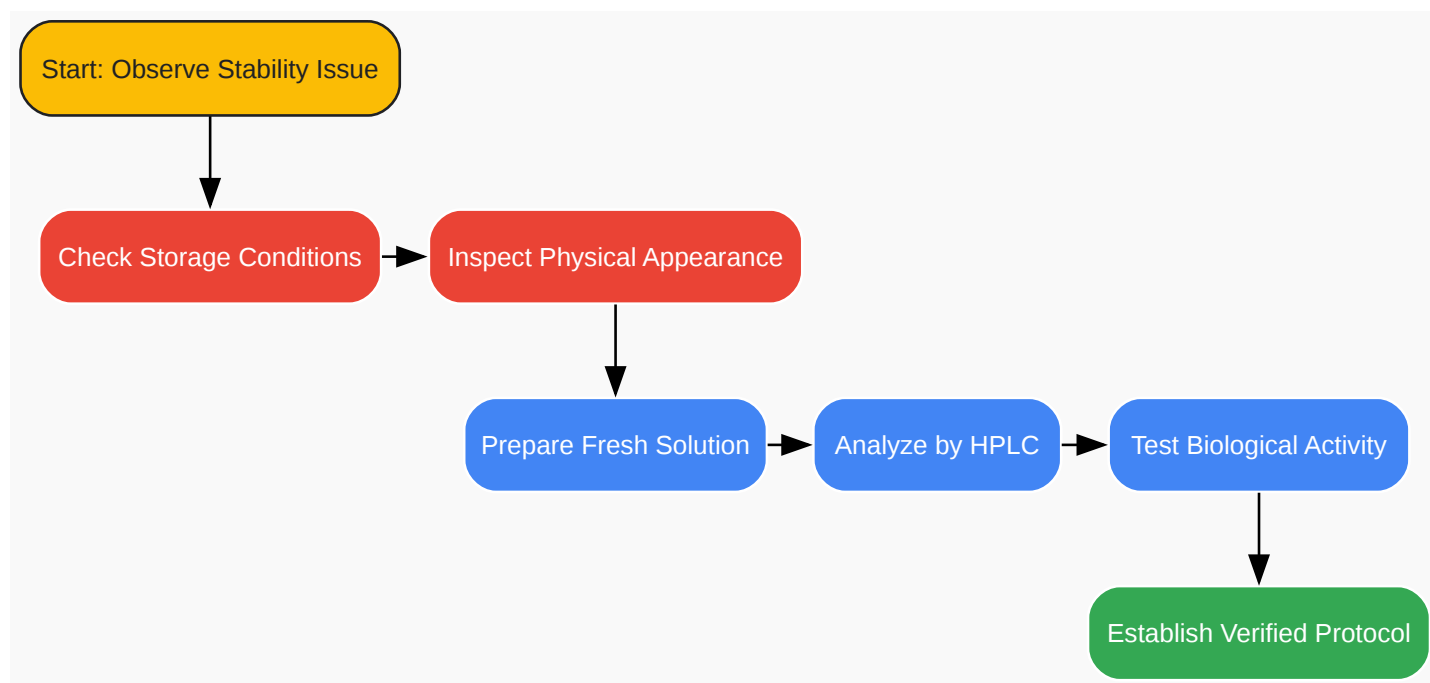 Start: Observe Stability Issue
Check Storage Conditions
Inspect Physical Appearance
Prepare Fresh Solution
Analyze by HPLC
Test Biological Activity
Establish Verified Protocol